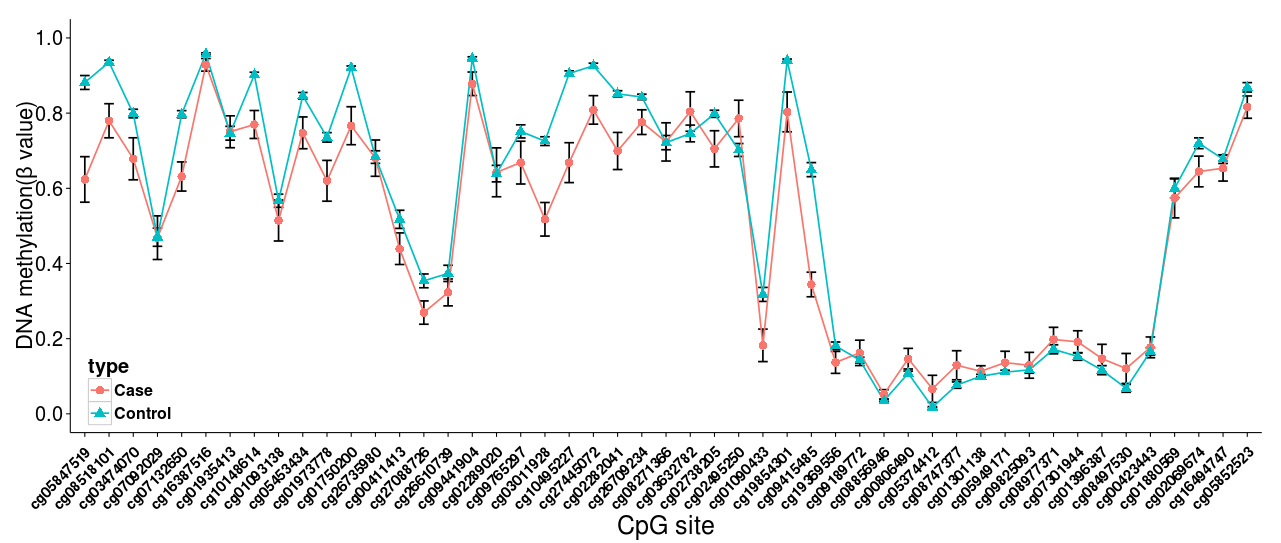 DNA methylation(β value)
1.0
0.8
0.6
0.4
0.2
0.0
type
Case
Control
cg05847519
cg08518101
cg03574070
cg07092029
cg07132650
cg16387516
cg01935413
cg10148614
cg01093138
cg05453434
cg01973778
cg01750200
cg26735980
cg00411413
cg27088726
cg26610739
cg09441904
cg02289020
cg09765297
cg03011928
cg10495227
cg27445072
cg02282041
cg26709234
cg08271366
cg03632782
cg02738205
cg02495250
cg01090433
cg19854301
cg09415485
cg19369556
cg09189772
cg08856946
cg00806490
cg05374412
cg08747377
cg01301138
cg05949171
cg09825093
cg08977371
cg07301944
cg01396387
cg08497530
cg00423443
cg01880569
cg02069674
cg16494747
cg05852523
CpG site